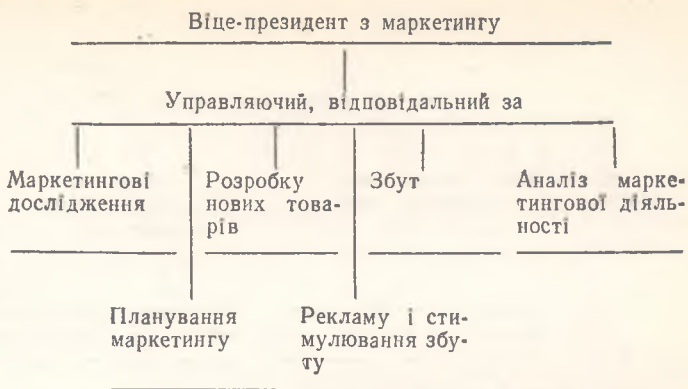 Віце-президент з маркетингу
Управляючий, відповідальний за
Маркетингові
дослідження
Розробку
нових това-
рів
Збут
Аналіз марке-
тингової діяль-
ності
Планування
маркетингу
Рекламу і сти-
мулювання збу-
ту